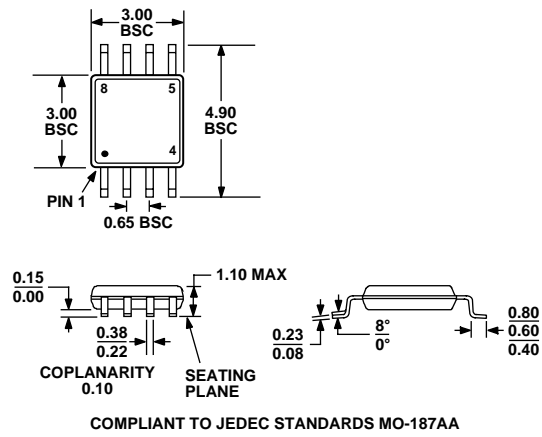 3.00
BSC
8
5
3.00
BSC
4.90
BSC
4
PIN 1
0.65 BSC
0.15
0.00
1.10 MAX
0.38
0.22
0.23
0.08
8°
0°
0.80
0.60
0.40
COPLANARITY
0.10
SEATING
PLANE
COMPLIANT TO JEDEC STANDARDS MO-187AA